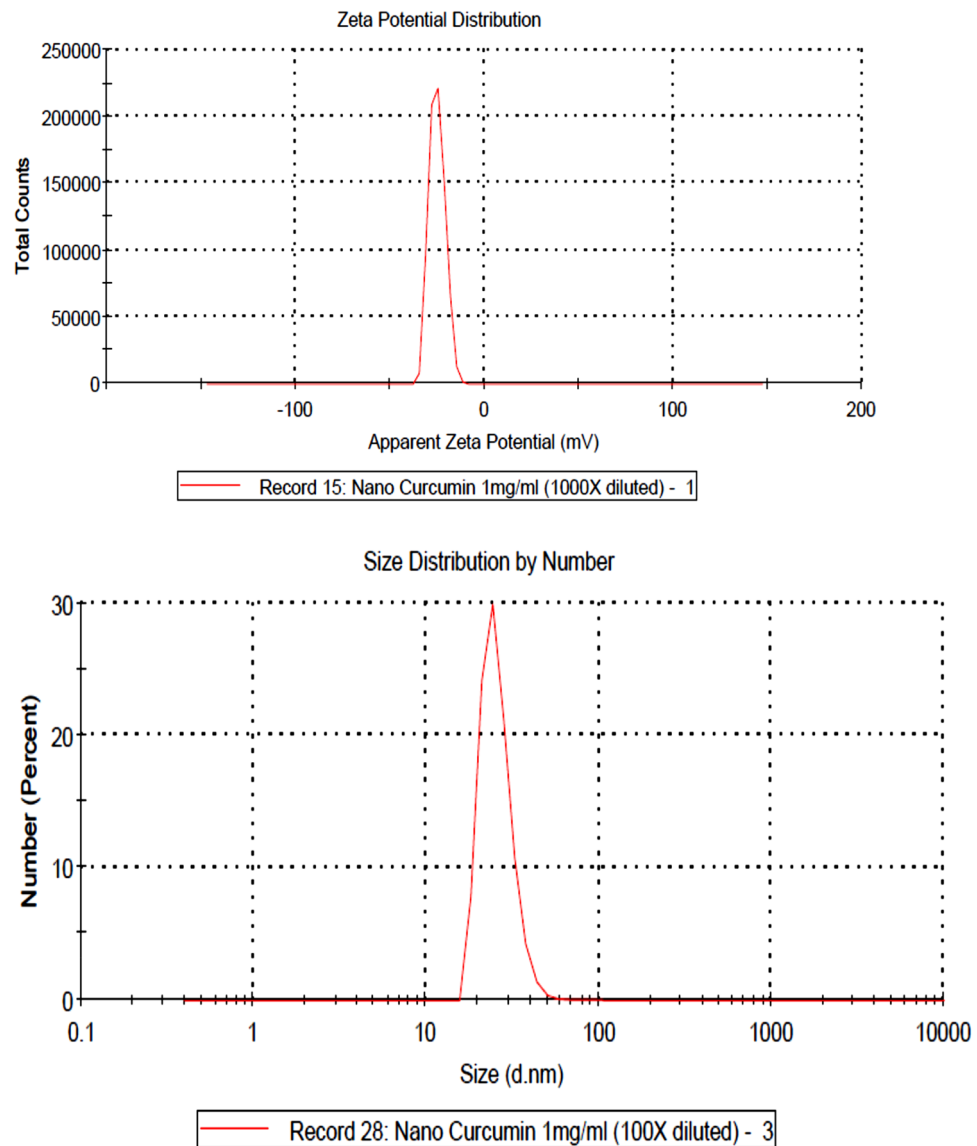 Zeta Potential Distribution
250000
200000
150000
100000
50000
0
Total Counts
-100 0 100 200
Apparent Zeta Potential (mV)
Record 15: Nano Curcumin 1mg/ml (1000X diluted) - 1
Size Distribution by Number
30
20
10
0
Number (Percent)
0.1 1 10 100 1000 10000
Size (d.nm)
Record 28: Nano Curcumin 1mg/ml (100X diluted) - 3